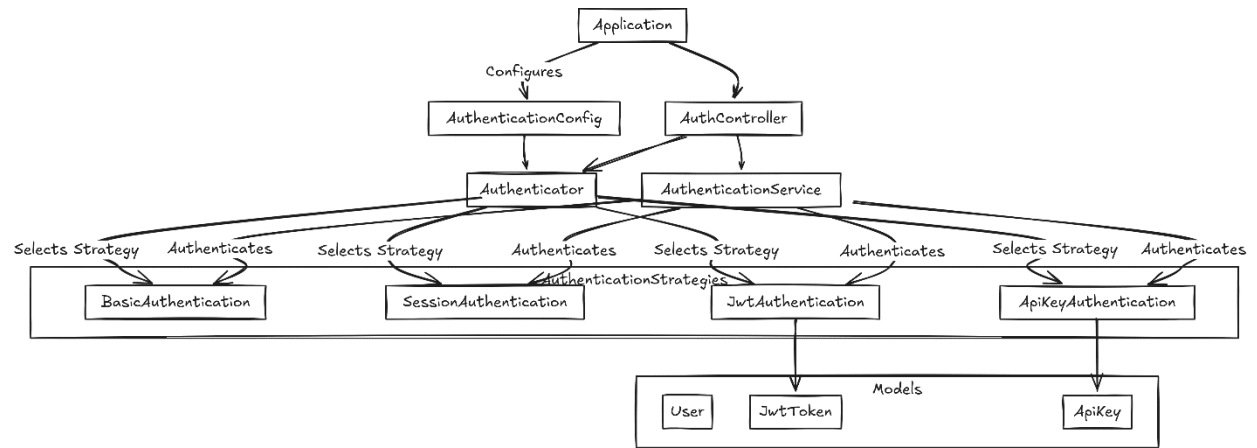 Application
Configures
AuthenticationConfig
AuthController
Authenticator
AuthenticationService
Selects Strategy
Authenticates
Selects Strategy
Authenticates
Selects Strategy
Authenticates
Selects Strategy
Authenticates
AuthenticationStrategies
BasicAuthentication
SessionAuthentication
JwtAuthentication
ApiKeyAuthentication
Models
User
JwtToken
ApiKey